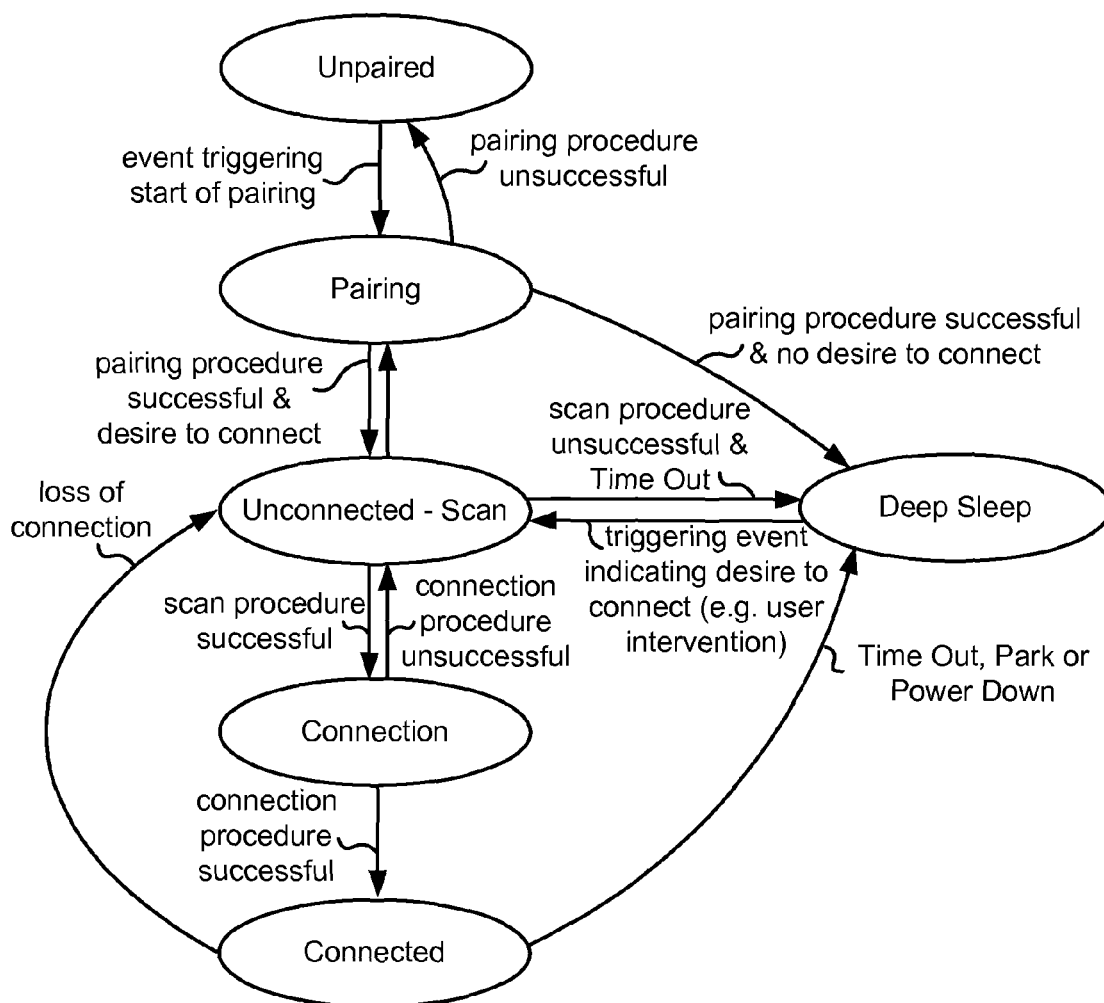 Unpaired
event triggering
start of pairing
pairing procedure
unsuccessful
Pairing
pairing procedure successful
& no desire to connect
pairing procedure
successful &
desire to connect
scan procedure
unsuccessful &
Time Out
loss of
connection
Unconnected - Scan
Deep Sleep
triggering event
indicating desire to
connect (e.g. user
intervention)
scan procedure
successful
connection
procedure
unsuccessful
Time Out, Park or
Power Down
Connection
connection
procedure
successful
Connected